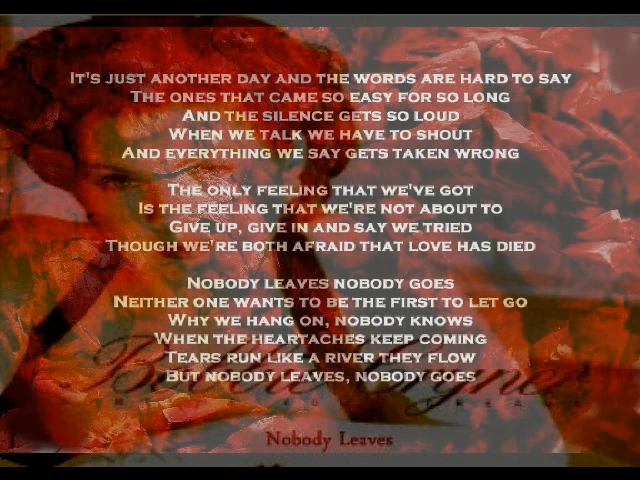 IT'S JUST ANOTHER DAY AND THE WORDS ARE HARD TO SAY
THE ONES THAT CAME SO EASY FOR SO LONG
AND THE SILENCE GETS SO LOUD
WHEN WE TALK WE HAVE TO SHOUT
AND EVERYTHING WE SAY GETS TAKEN WRONG
THE ONLY FEELING THAT WE'VE GOT
IS THE FEELING THAT WE'RE NOT ABOUT TO
GIVE UP, GIVE IN AND SAY WE TRIED
THOUGH WE'RE BOTH AFRAID THAT LOVE HAS DIED
NOBODY LEAVES NOBODY GOES
NEITHER ONE WANTS TO BE THE FIRST TO LET GO
WHY WE HANG ON, NOBODY KNOWS
WHEN THE HEARTACHES KEEP COMING
TEARS RUN LIKE A RIVER THEY FLOW
BUT NOBODY LEAVES, NOBODY GOES
Nobody Leaves